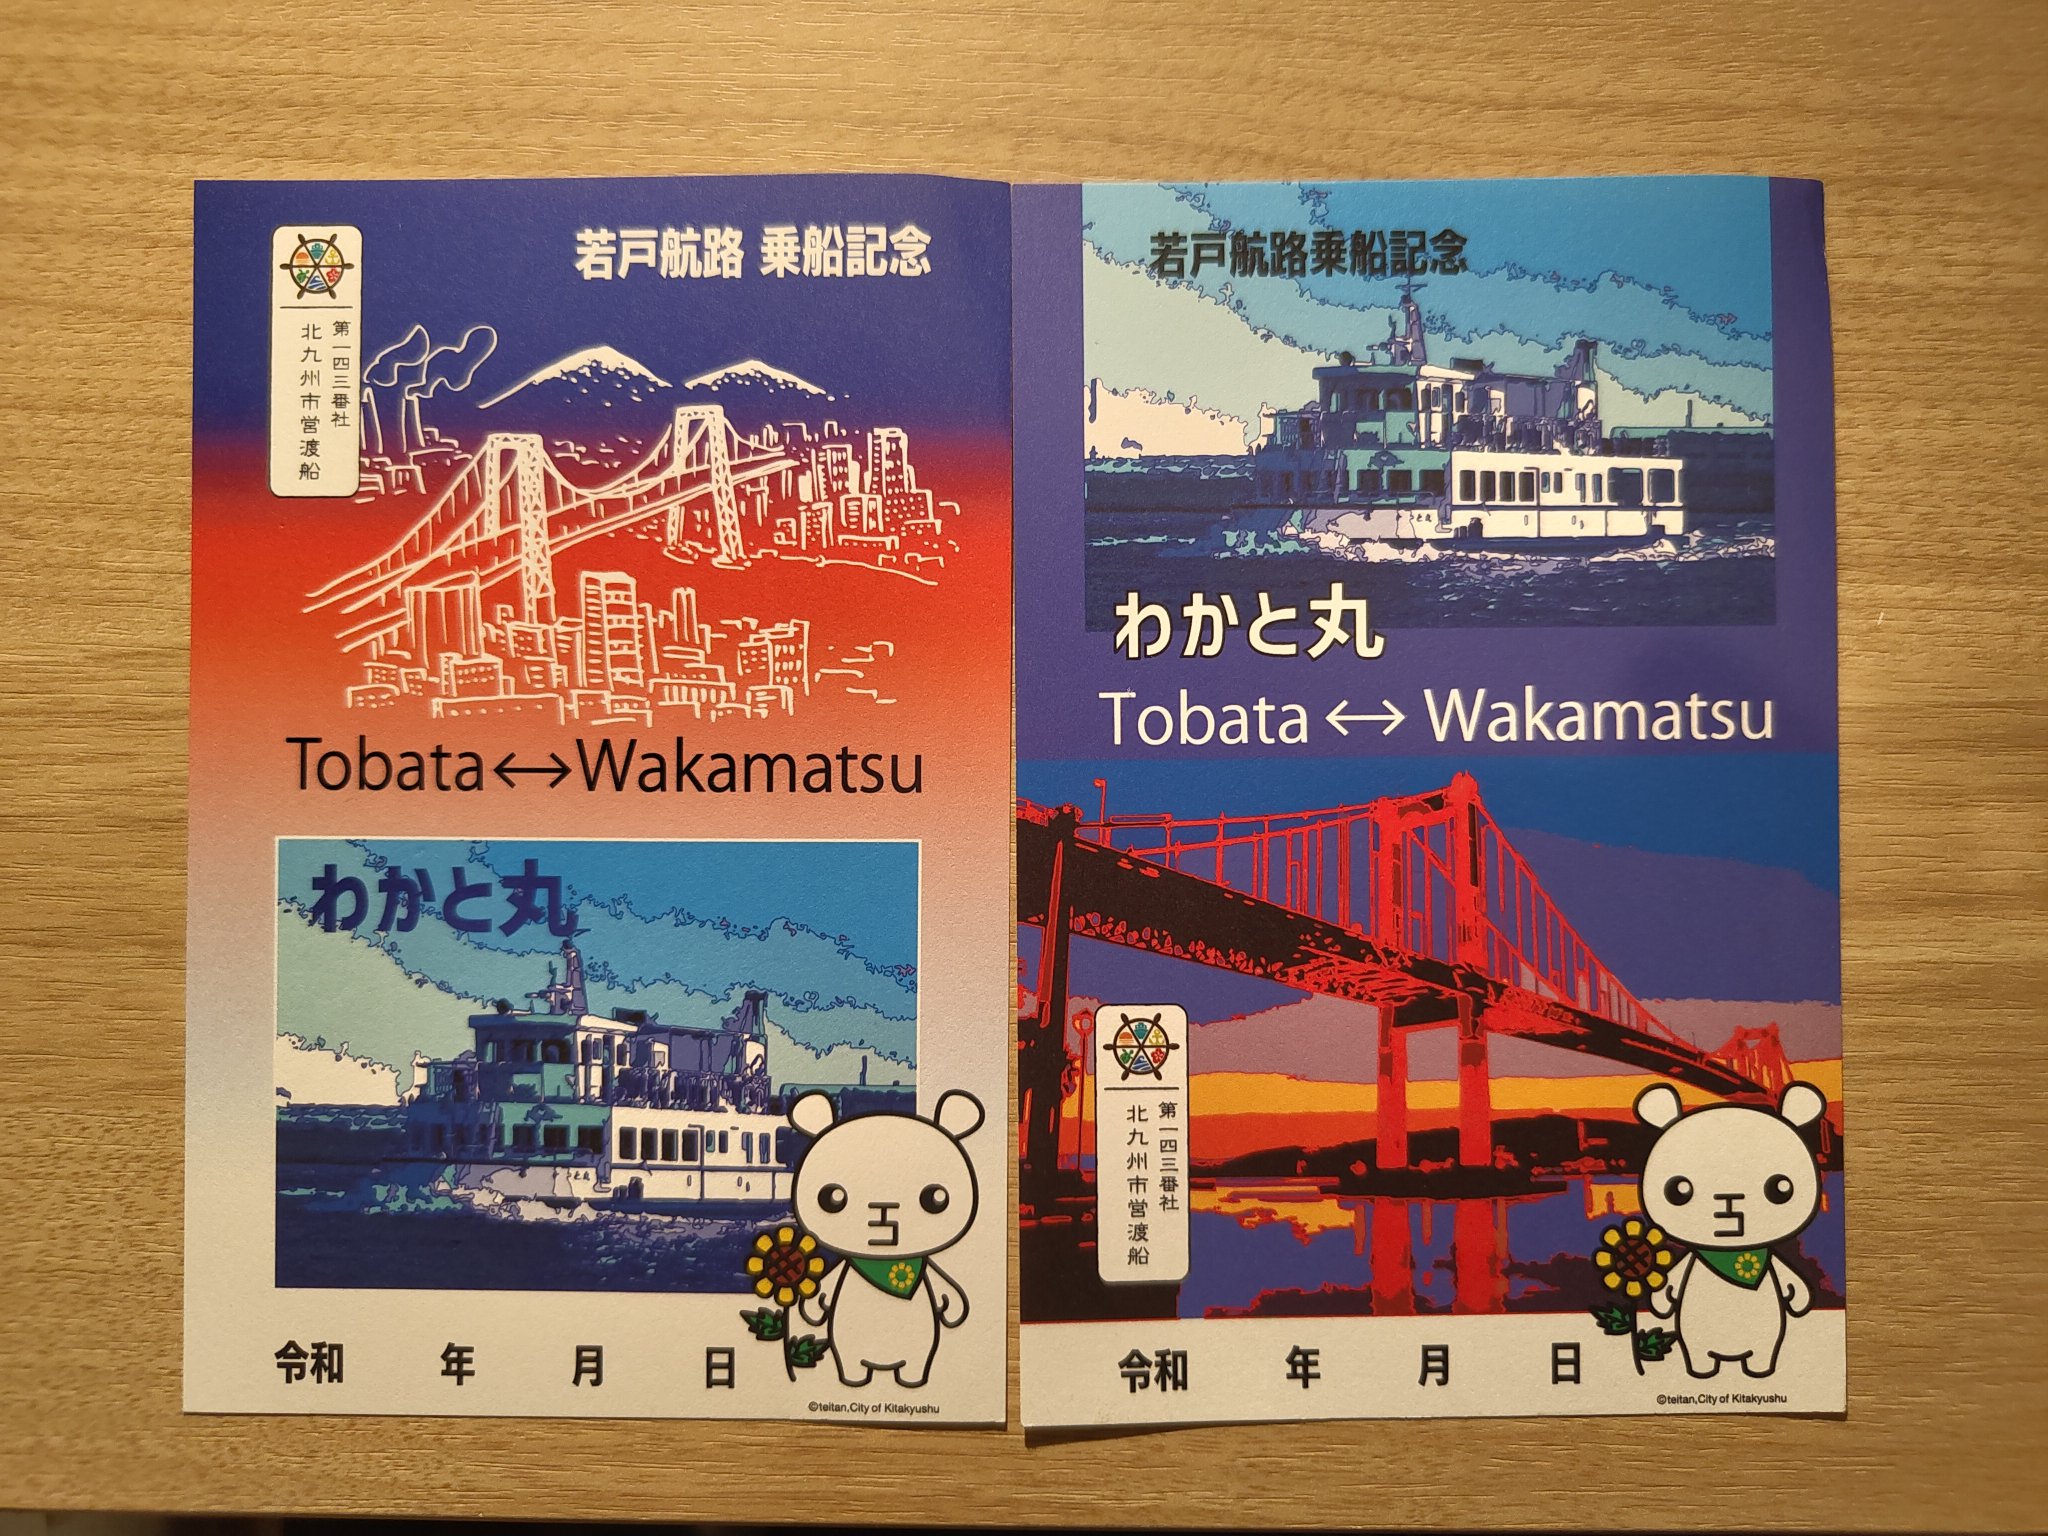 若戸航路 乗船記念
第一四三番社
北九州市営渡船
Tobata↔Wakamatsu
わかと丸
令和 年 月 日
©teitan,City of Kitakyushu
若戸航路乗船記念
わかと丸
Tobata↔Wakamatsu
第一四三番社
北九州市営渡船
令和 年 月 日
©teitan,City of Kitakyushu